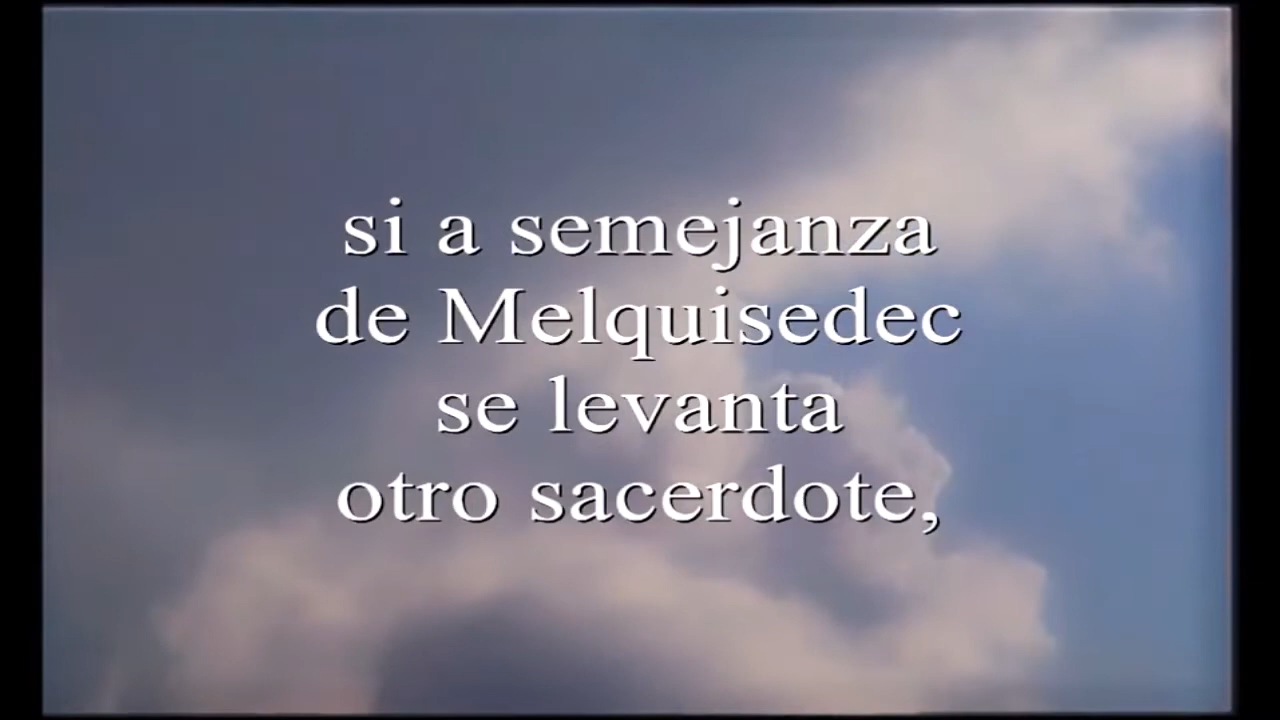 si a semejanza
de Melquisedec
se levanta
otro sacerdote,